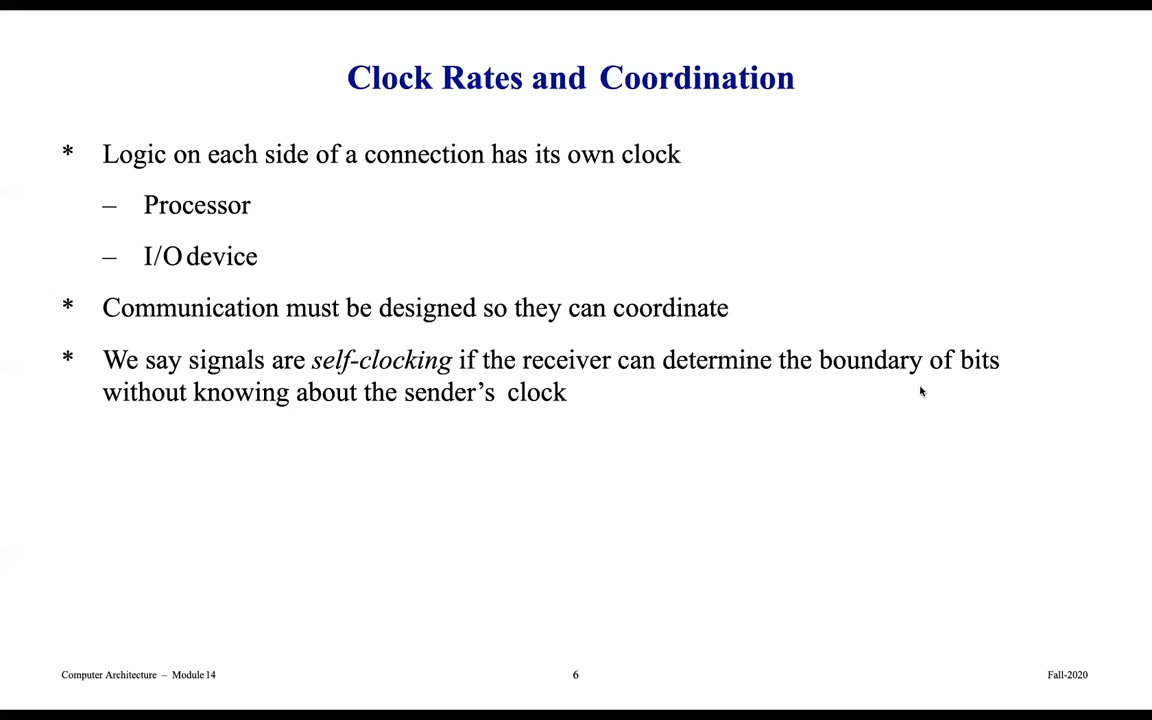 Clock Rates and Coordination
* Logic on each side of a connection has its own clock
– Processor
– I/O device
* Communication must be designed so they can coordinate
* We say signals are self-clocking if the receiver can determine the boundary of bits
without knowing about the sender’s clock
Computer Architecture – Module 14 6 Fall-2020